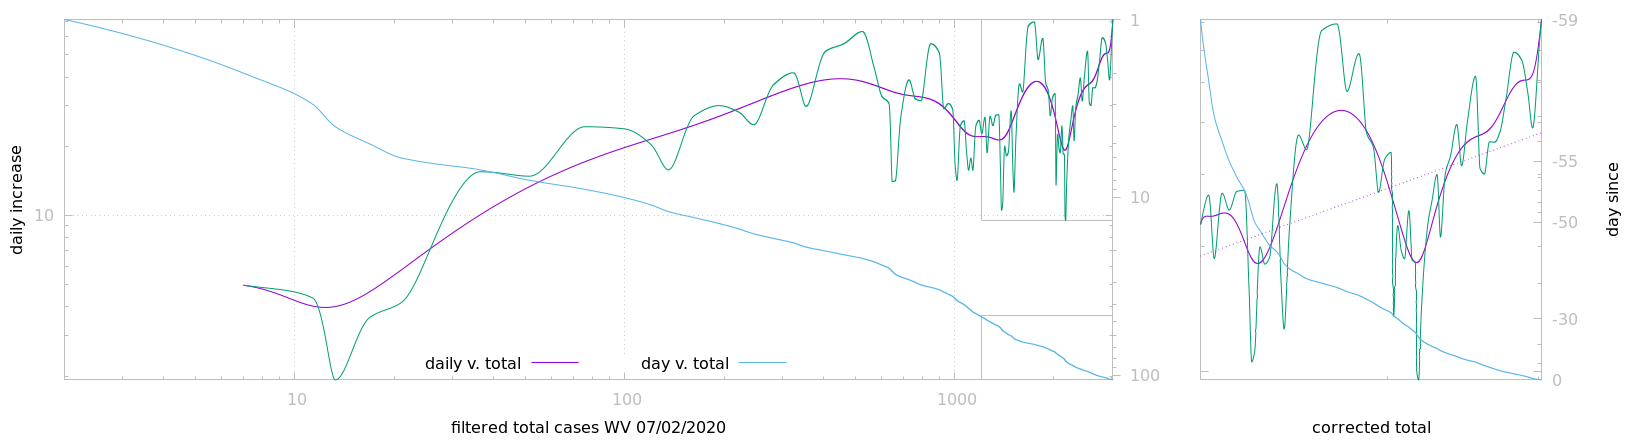 daily increase
10
daily v. total
day v. total
10
100
1000
filtered total cases WV 07/02/2020
1
10
100
-59
-55
-50
-30
0
day since
corrected total